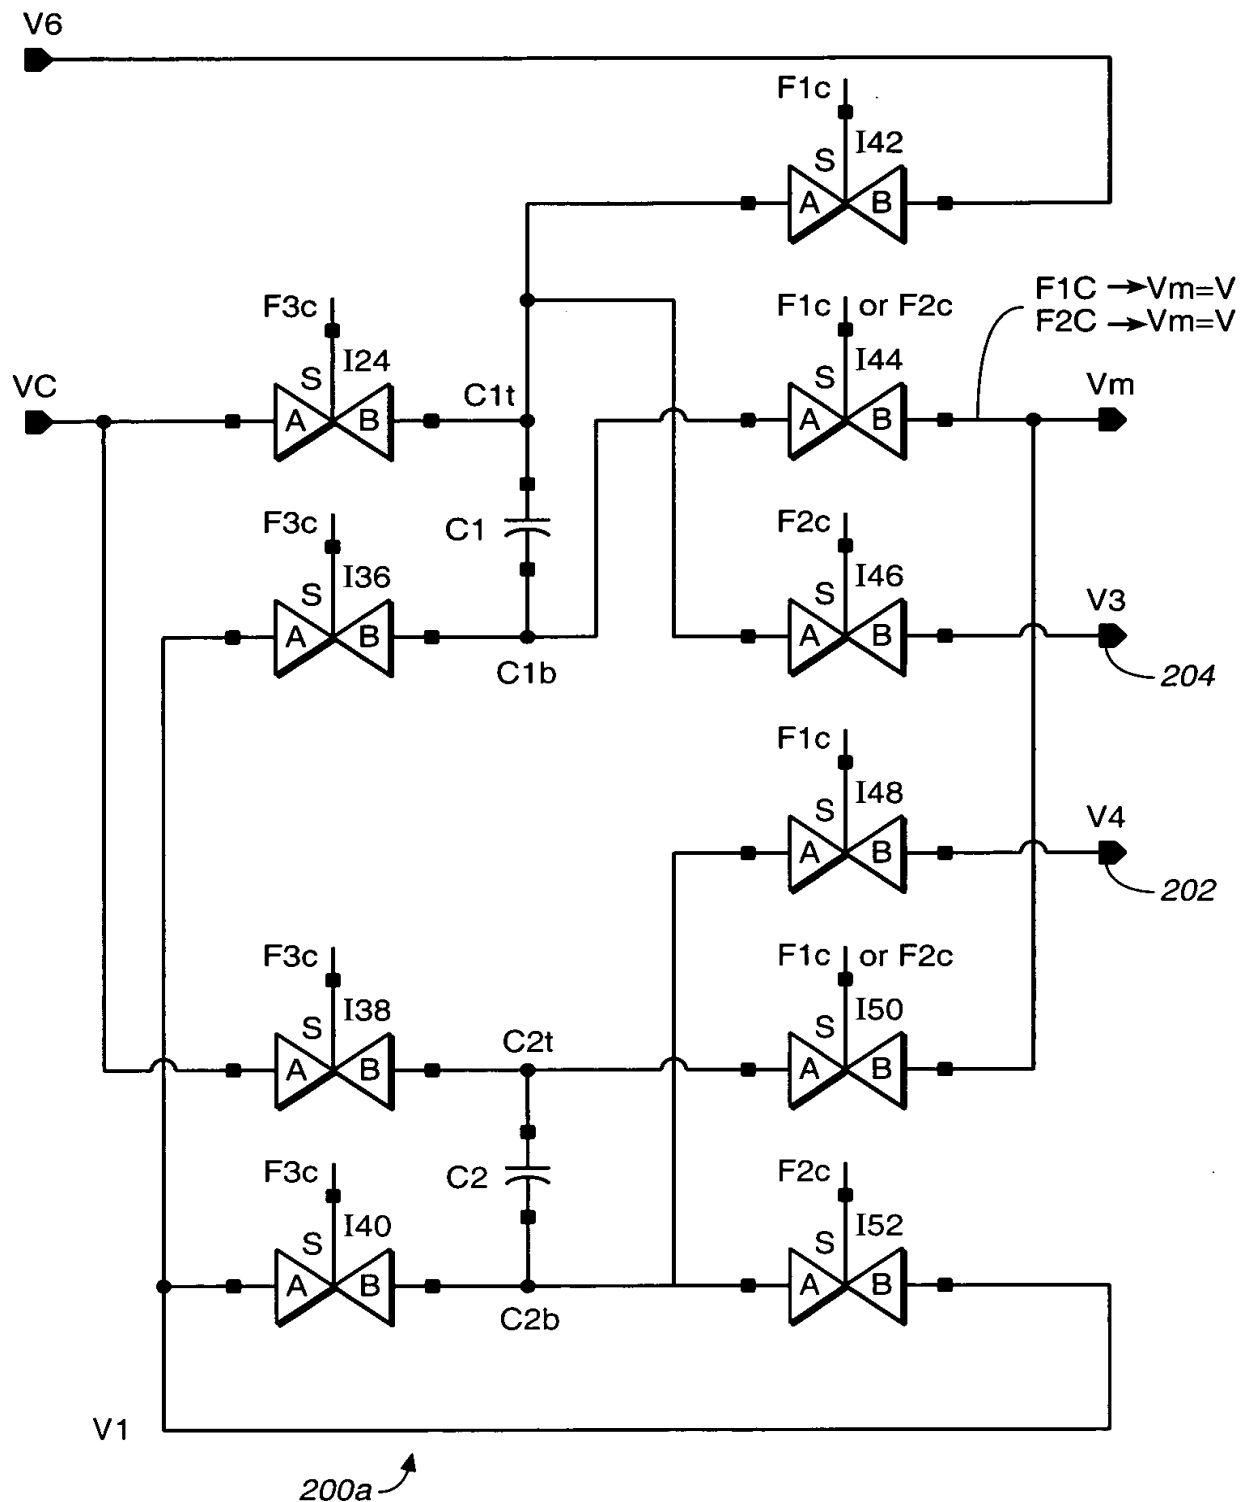 V6
F1c
I42
S
A B
F1C → Vm=V
F2C → Vm=V
F3c
I24
S
A B
VC
C1t
F1c or F2c
I44
S
A B
Vm
C1
F3c
I36
S
A B
C1b
F2c
I46
S
A B
V3
204
F1c
I48
S
A B
V4
202
F3c
I38
S
A B
C2t
F1c or F2c
I50
S
A B
C2
F3c
I40
S
A B
C2b
F2c
I52
S
A B
V1
200a